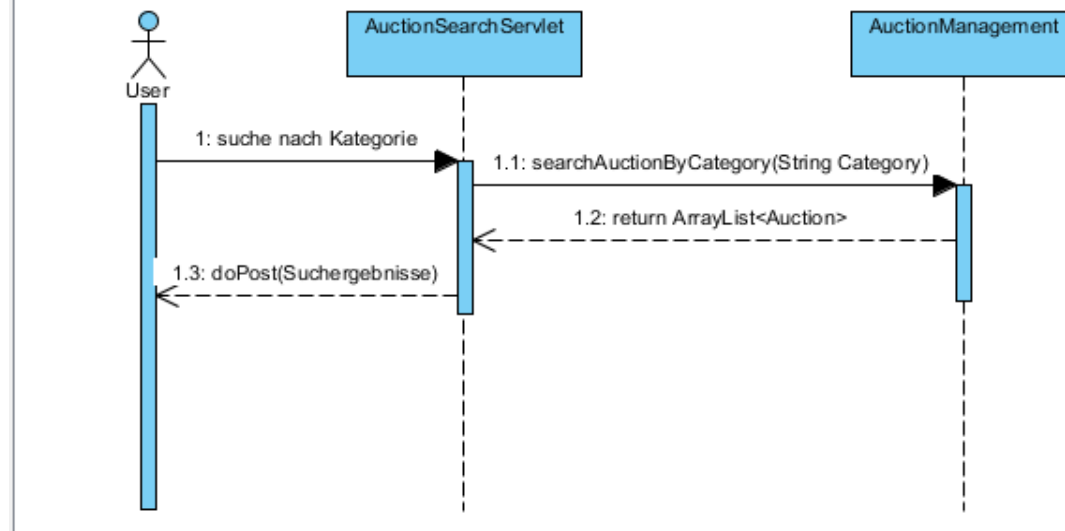 AuctionSearchServlet
AuctionManagement
User
1: suche nach Kategorie
1.1: searchAuctionByCategory(String Category)
1.2: return ArrayList<Auction>
1.3: doPost(Suchergebnisse)